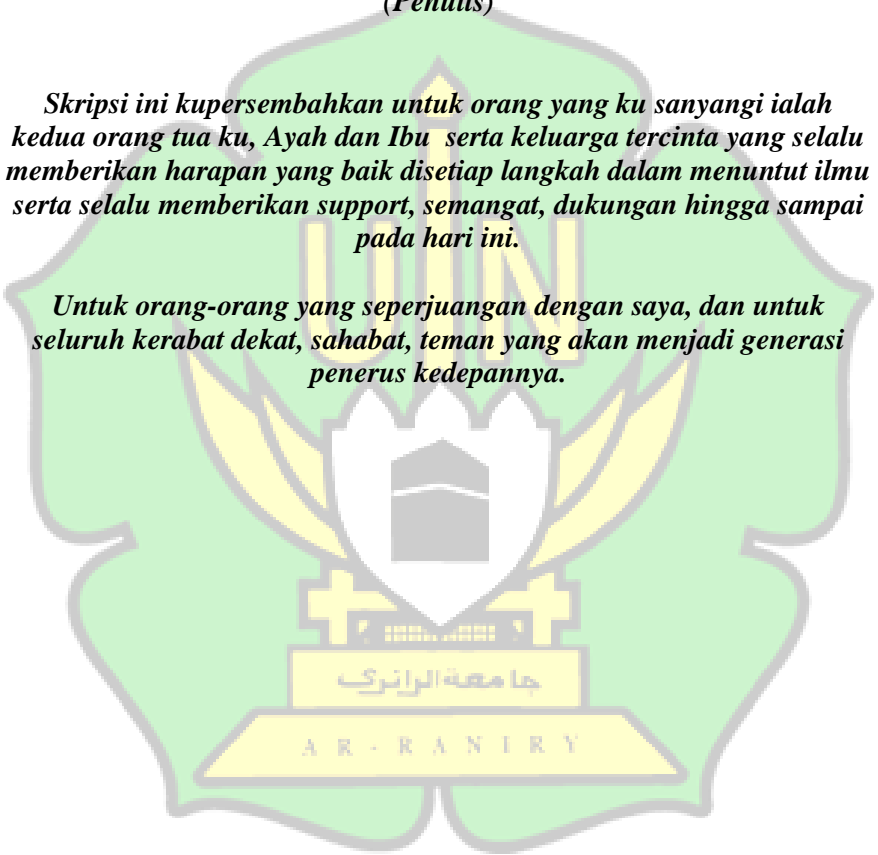 (Penulis)
Skripsi ini kupersembahkan untuk orang yang ku sanyangi ialah
kedua orang tua ku, Ayah dan Ibu serta keluarga tercinta yang selalu
memberikan harapan yang baik disetiap langkah dalam menuntut ilmu
serta selalu memberikan support, semangat, dukungan hingga sampai
pada hari ini.
Untuk orang-orang yang seperjuangan dengan saya, dan untuk
seluruh kerabat dekat, sahabat, teman yang akan menjadi generasi
penerus kedepannya.
UIN
جامعة الرانري
AR-RANIRY